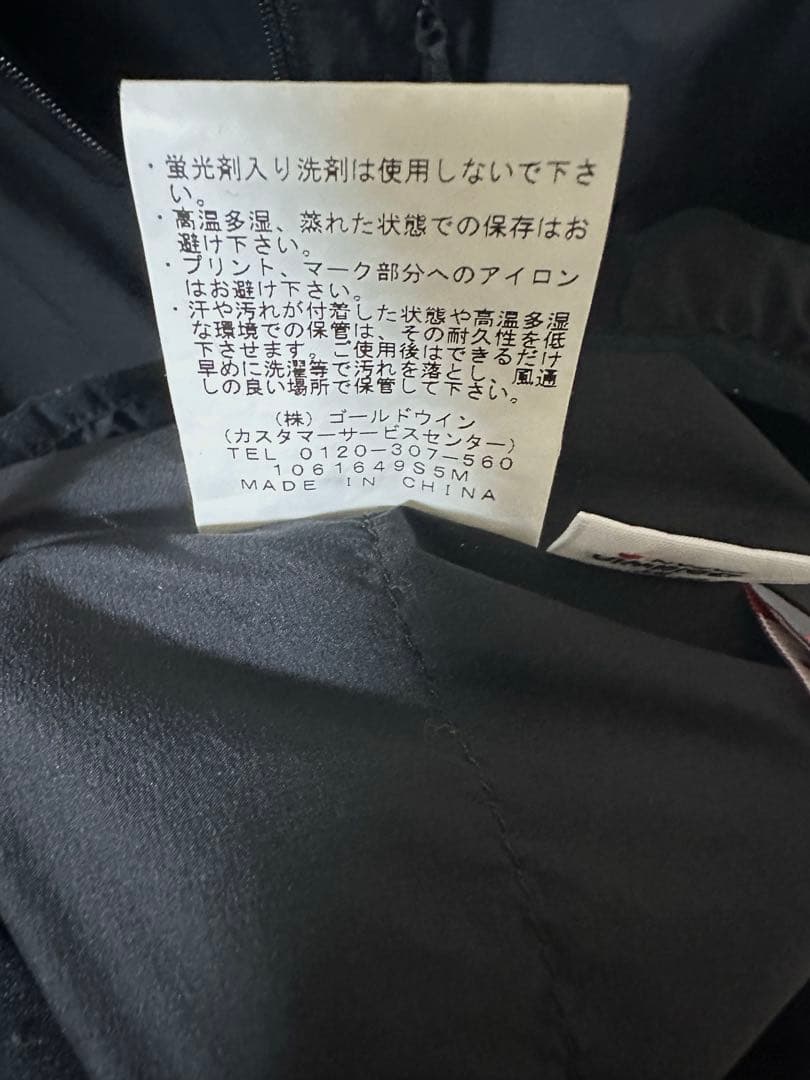 ・蛍光剤入り洗剤は使用しないで下さ
い。
・高温多湿、蒸れた状態での保存はお
避け下さい。
・プリント、マーク部分へのアイロン
はお避け下さい。
・汗や汚れが付着した状態や高温多湿
な環境での保管は、その耐久性を低
下させます。ご使用後はできるだけ
早めに洗濯等で汚れを落とし、風通
しの良い場所で保管して下さい。
(株) ゴールドウイン
(カスタマーサービスセンター)
TEL 0120-307-560
1061649S5M
MADE IN CHINA